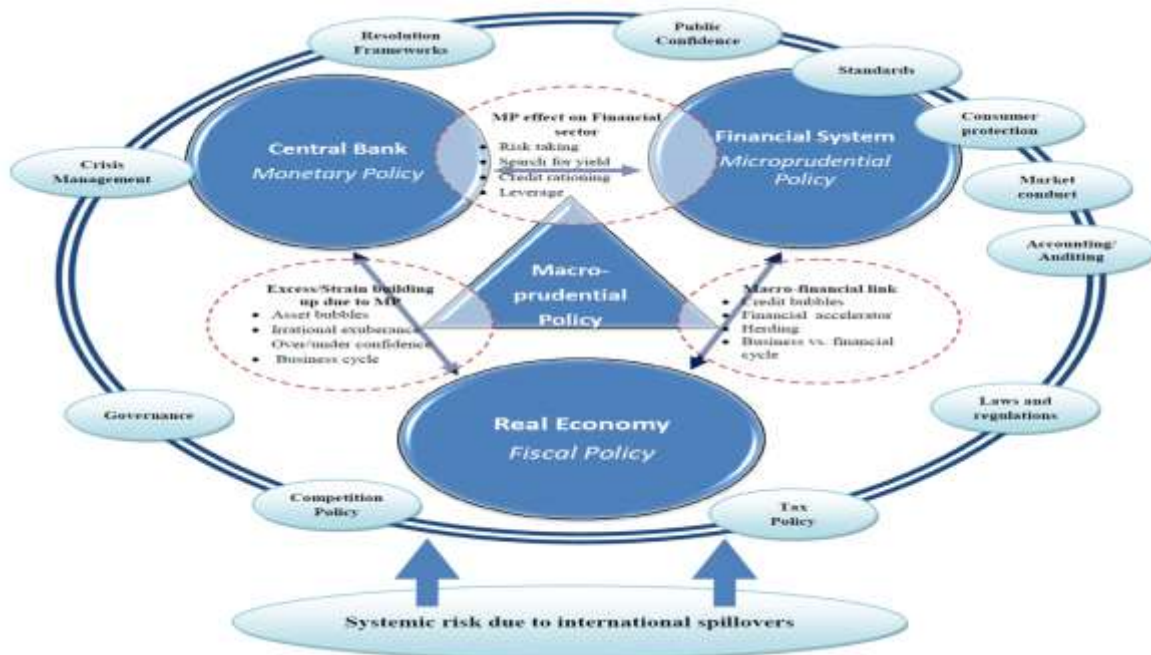 Resolution
Frameworks
Public
Confidence
Standards
Consumer
protection
Market
conduct
Accounting/
Auditing
Crisis
Management
Central Bank
Monetary Policy
MP effect on Financial
sector
• Risk taking
• Search for yield
• Credit rationing
• Leverage
Financial System
Microprudential
Policy
Macro-
prudential
Policy
Excess/Strain building
up due to MP
• Asset bubbles
• Irrational exuberance
Over/under confidence
• Business cycle
Macro-financial link
• Credit bubbles
• Financial accelerator
• Herding
• Business vs. financial
cycle
Real Economy
Fiscal Policy
Governance
Laws and
regulations
Competition
Policy
Tax
Policy
Systemic risk due to international spillovers